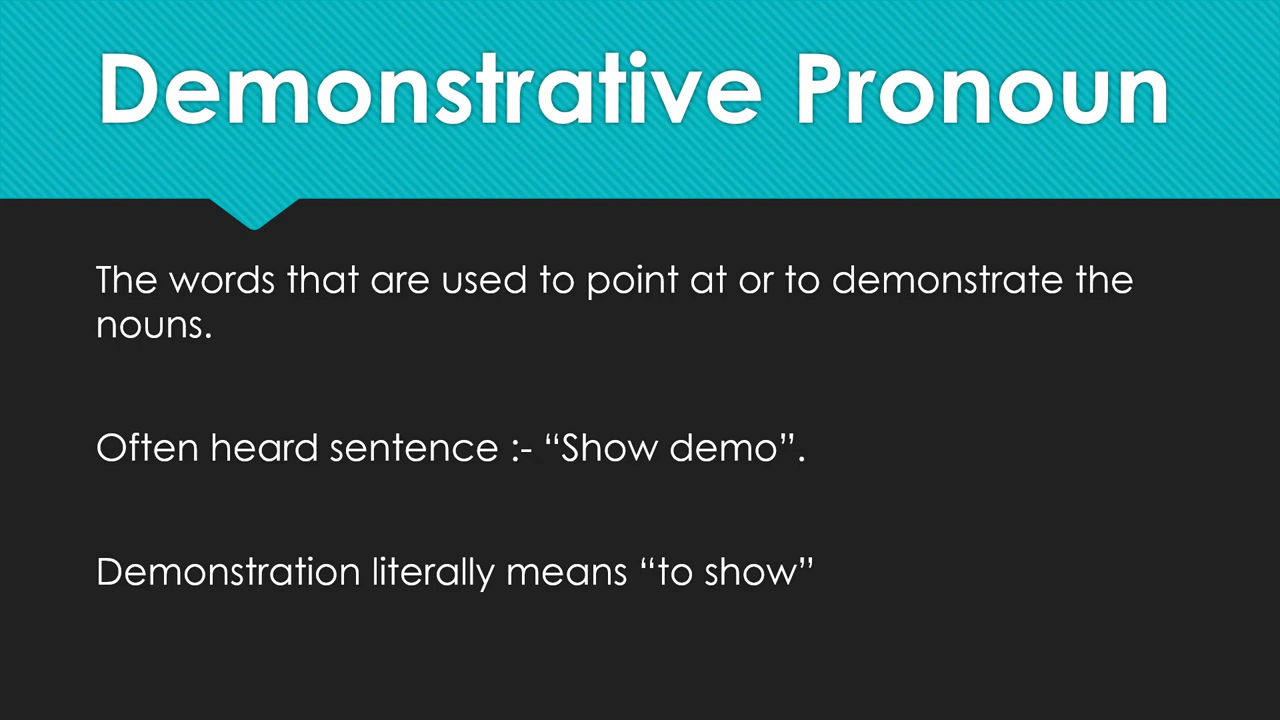 Demonstrative Pronoun
The words that are used to point at or to demonstrate the
nouns.
Often heard sentence :- “Show demo”.
Demonstration literally means “to show”